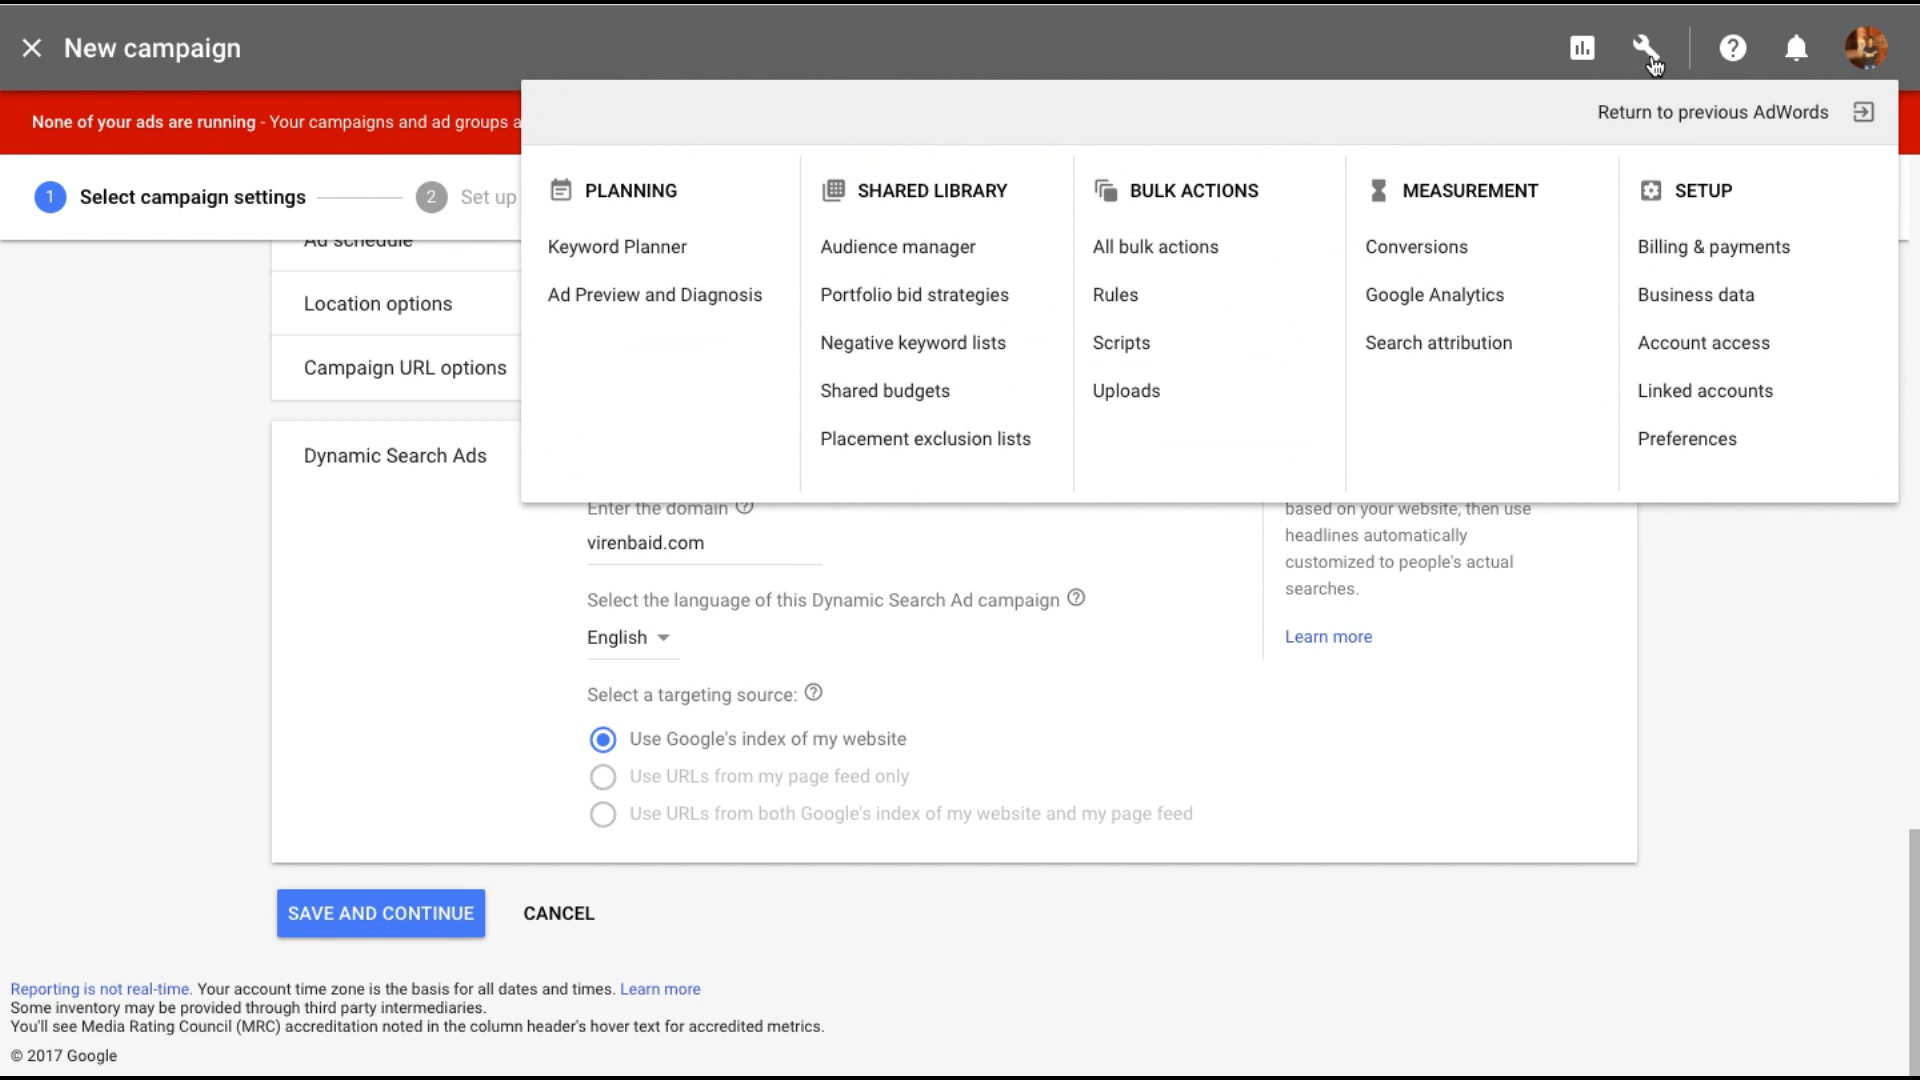 New campaign
None of your ads are running - Your campaigns and ad groups a
Return to previous AdWords
1 Select campaign settings
2 Set up
PLANNING
Keyword Planner
Ad Preview and Diagnosis
SHARED LIBRARY
Audience manager
Portfolio bid strategies
Negative keyword lists
Shared budgets
Placement exclusion lists
BULK ACTIONS
All bulk actions
Rules
Scripts
Uploads
MEASUREMENT
Conversions
Google Analytics
Search attribution
SETUP
Billing & payments
Business data
Account access
Linked accounts
Preferences
Ad schedule
Location options
Campaign URL options
Dynamic Search Ads
Enter the domain
virenbaid.com
Select the language of this Dynamic Search Ad campaign
English
Select a targeting source:
Use Google's index of my website
Use URLs from my page feed only
Use URLs from both Google's index of my website and my page feed
based on your website, then use
headlines automatically
customized to people's actual
searches.
Learn more
SAVE AND CONTINUE
CANCEL
Reporting is not real-time. Your account time zone is the basis for all dates and times. Learn more
Some inventory may be provided through third party intermediaries.
You'll see Media Rating Council (MRC) accreditation noted in the column header's hover text for accredited metrics.
© 2017 Google